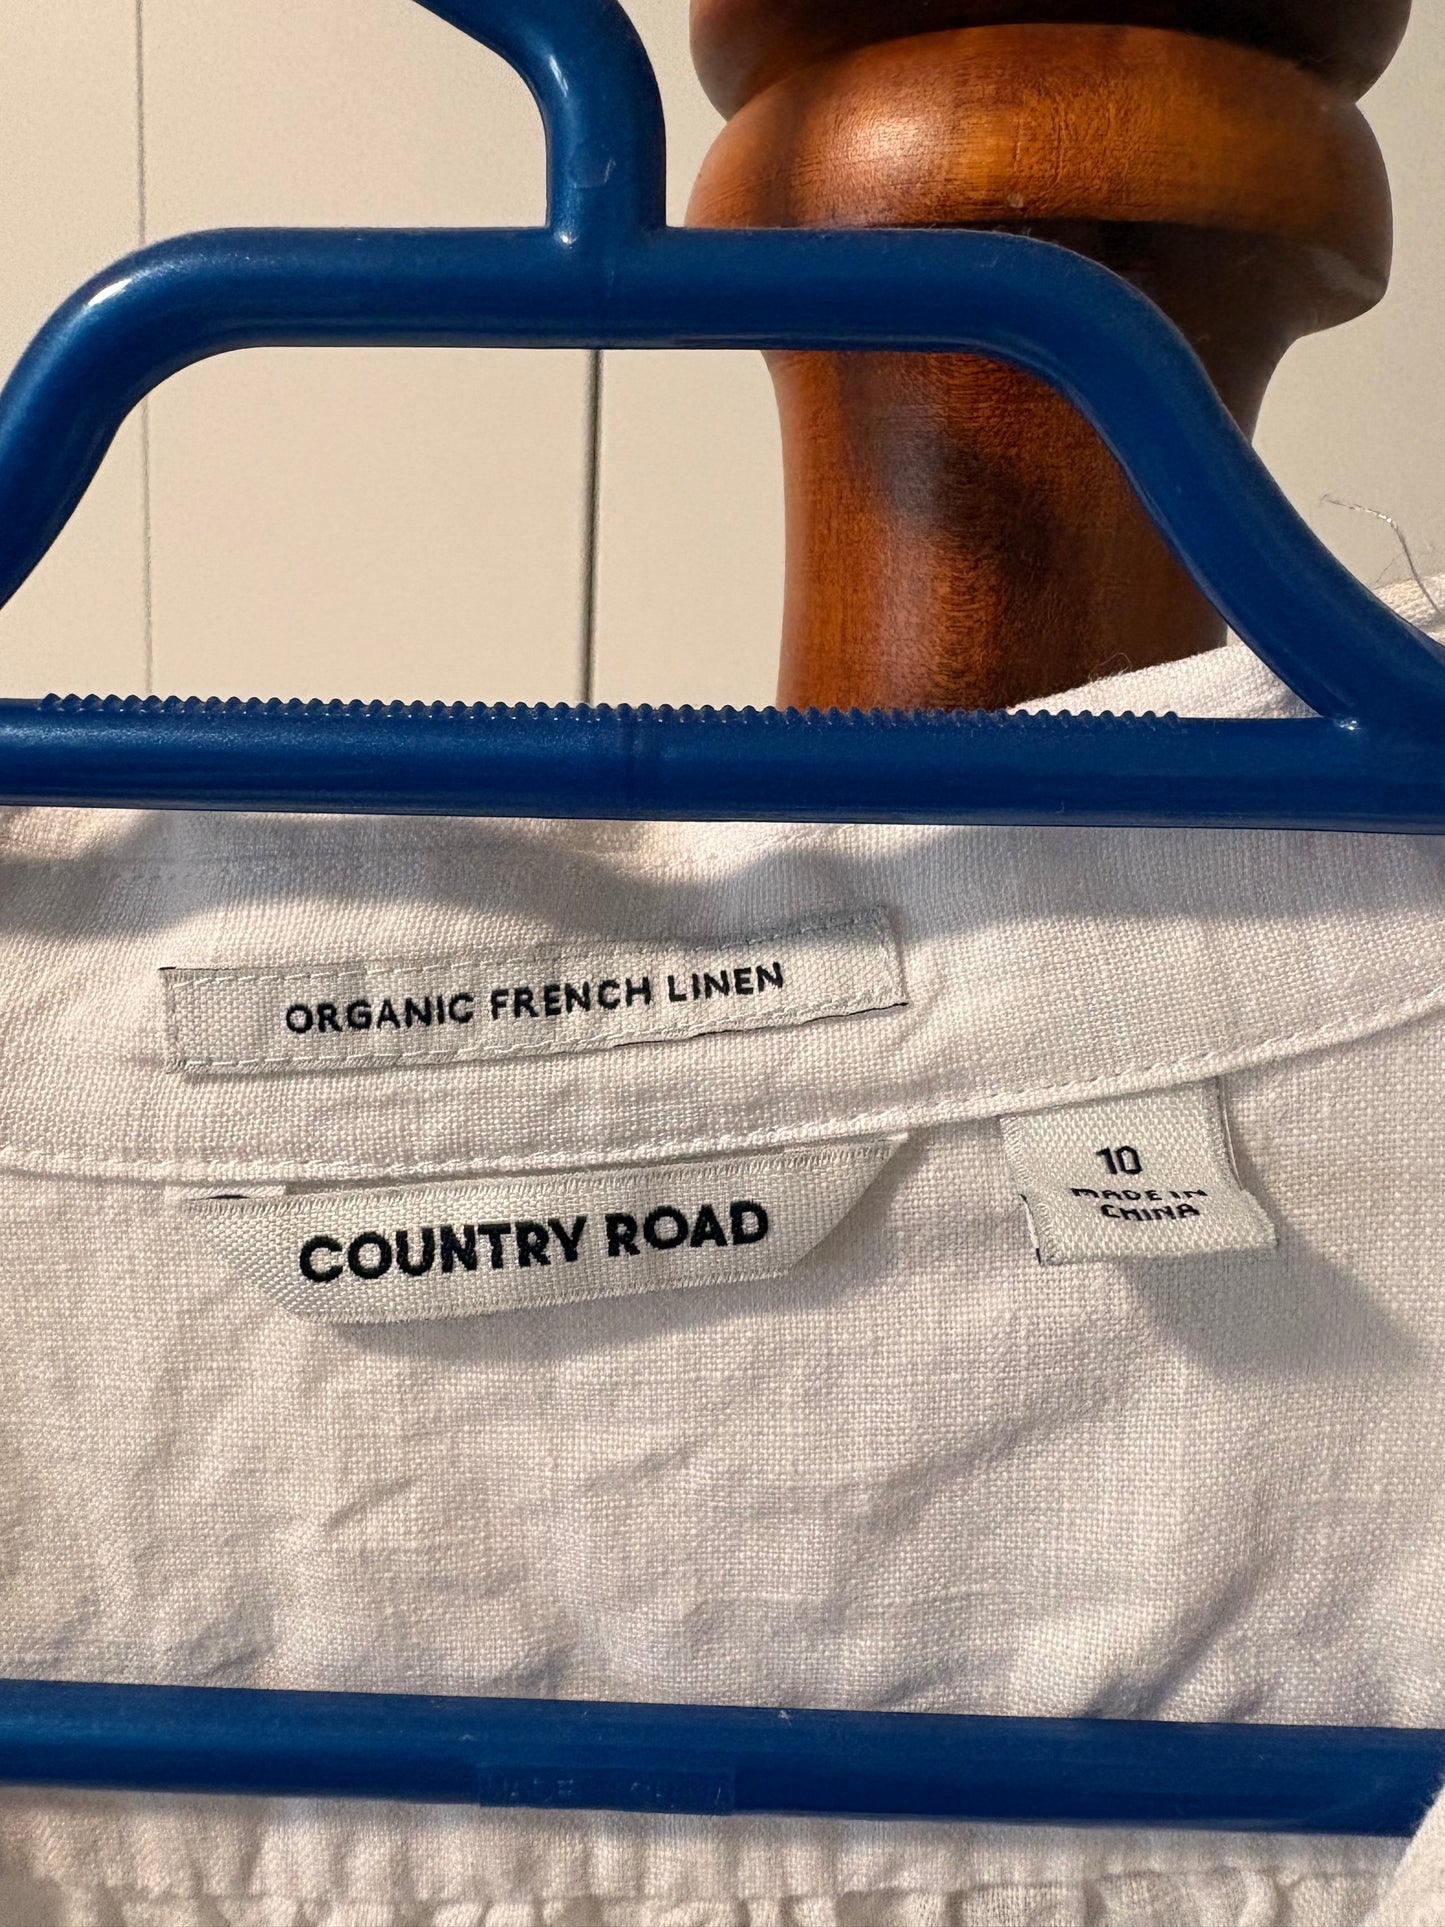 ORGANIC FRENCH LINEN
COUNTRY ROAD
10
MADE IN
CHINA